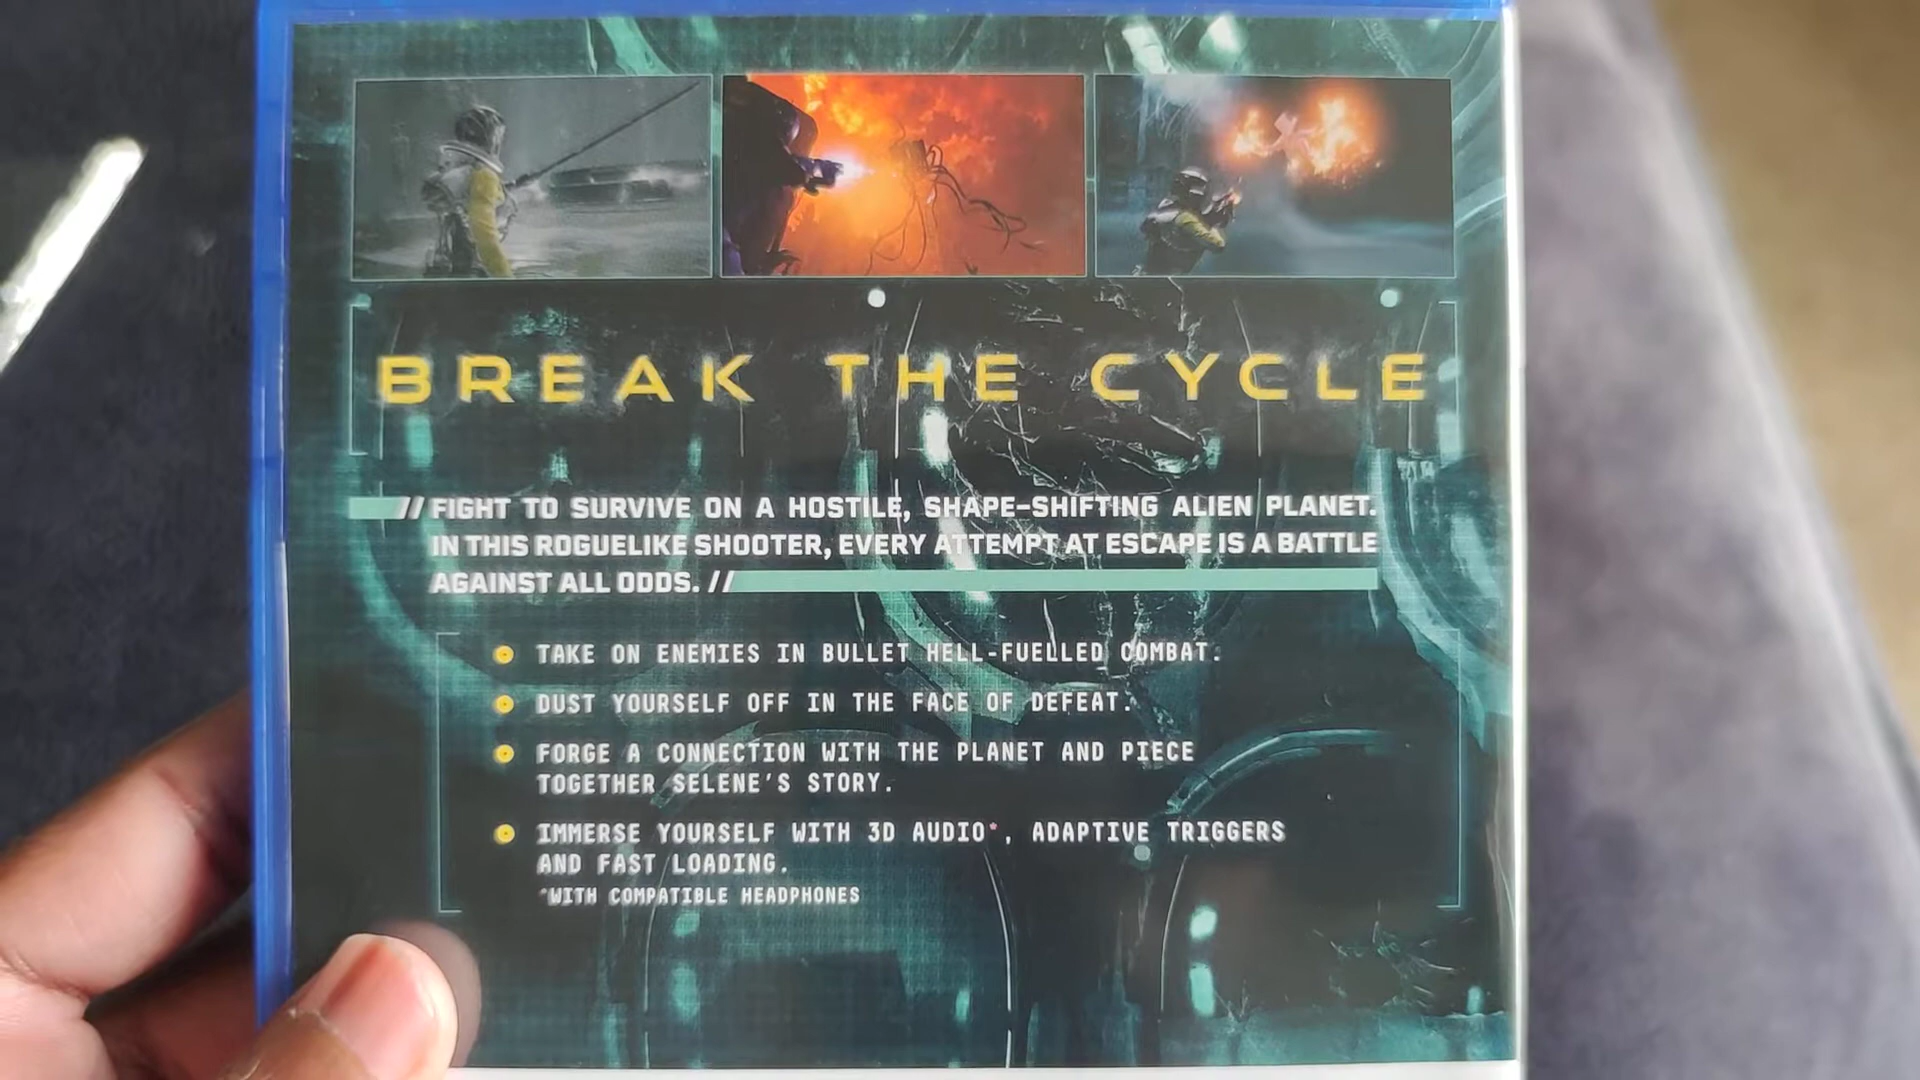 BREAK THE CYCLE
// FIGHT TO SURVIVE ON A HOSTILE, SHAPE-SHIFTING ALIEN PLANET.
IN THIS ROGUELIKE SHOOTER, EVERY ATTEMPT AT ESCAPE IS A BATTLE
AGAINST ALL ODDS. //
TAKE ON ENEMIES IN BULLET HELL-FUELLED COMBAT.
DUST YOURSELF OFF IN THE FACE OF DEFEAT.
FORGE A CONNECTION WITH THE PLANET AND PIECE
TOGETHER SELENE'S STORY.
IMMERSE YOURSELF WITH 3D AUDIO*, ADAPTIVE TRIGGERS
AND FAST LOADING.
*WITH COMPATIBLE HEADPHONES